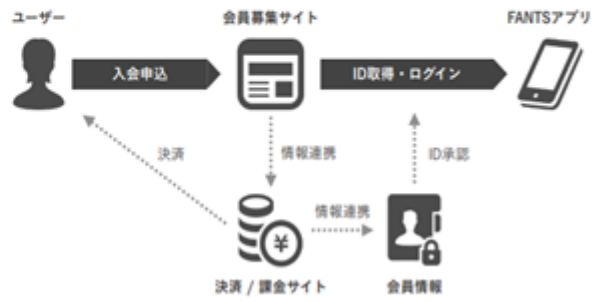 ユーザー
会員募集サイト
FANTSアプリ
入会申込
ID取得・ログイン
決済
情報連携
ID承認
情報連携
¥
決済 / 課金サイト
会員情報